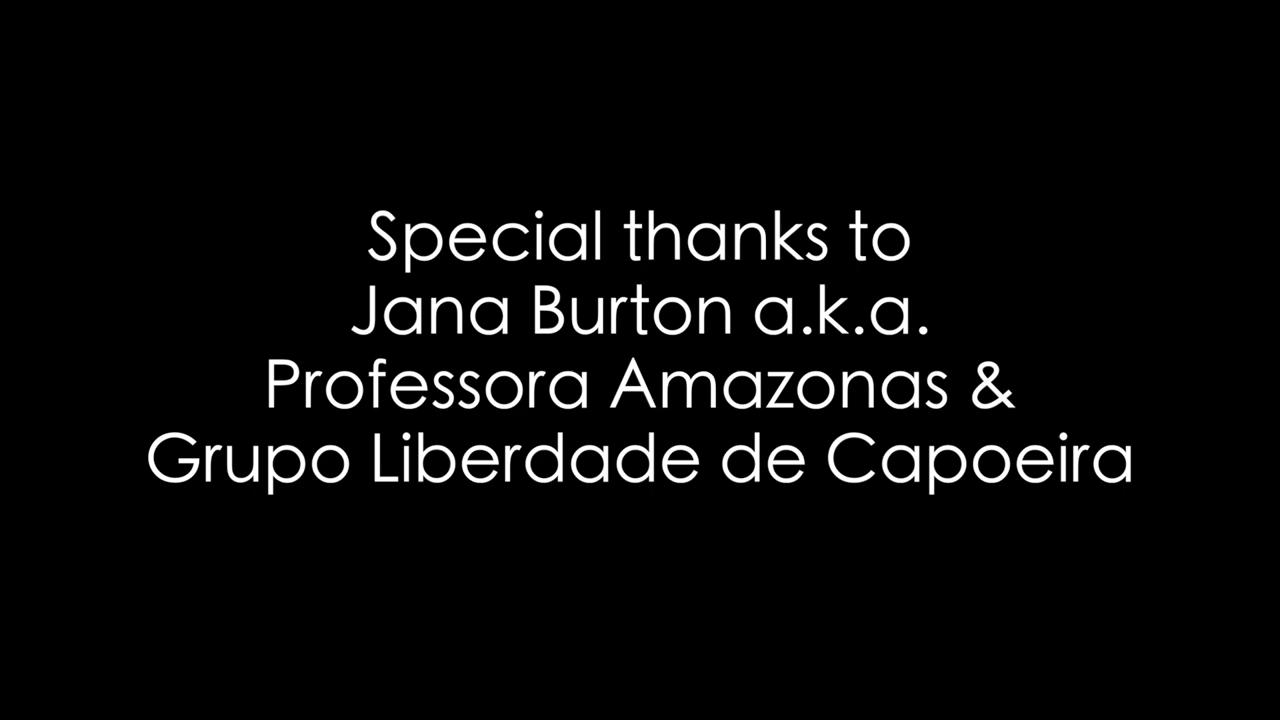 Special thanks to
Jana Burton a.k.a.
Professora Amazonas &
Grupo Liberdade de Capoeira